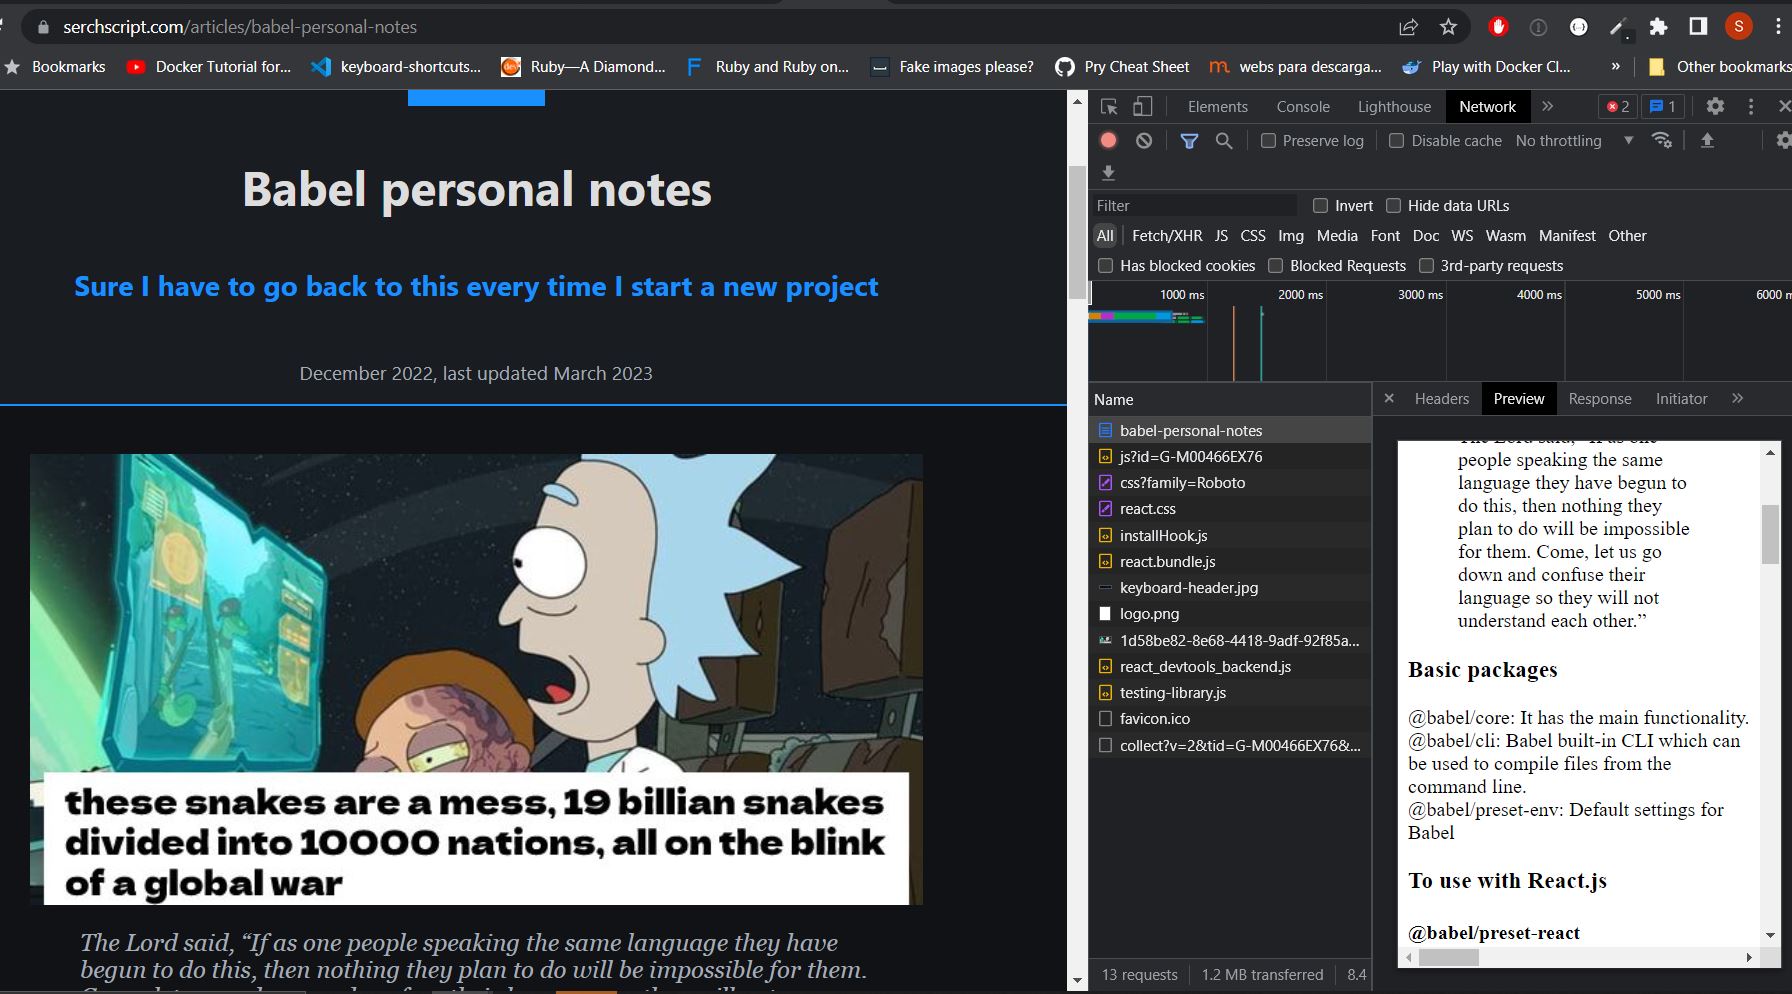 serchscript.com/articles/babel-personal-notes
S
Bookmarks
Docker Tutorial for...
keyboard-shortcuts...
Ruby—A Diamond...
Ruby and Ruby on...
Fake images please?
Pry Cheat Sheet
webs para descarga...
Play with Docker Cl...
»
Other bookmarks
Babel personal notes
Sure I have to go back to this every time I start a new project
December 2022, last updated March 2023
these snakes are a mess, 19 billian snakes
divided into 10000 nations, all on the blink
of a global war
The Lord said, “If as one people speaking the same language they have
begun to do this, then nothing they plan to do will be impossible for them.
Elements Console Lighthouse Network » 2 1
Preserve log Disable cache No throttling
Filter Invert Hide data URLs
All Fetch/XHR JS CSS Img Media Font Doc WS Wasm Manifest Other
Has blocked cookies Blocked Requests 3rd-party requests
1000 ms 2000 ms 3000 ms 4000 ms 5000 ms 6000 m
Name
babel-personal-notes
js?id=G-M00466EX76
css?family=Roboto
react.css
installHook.js
react.bundle.js
keyboard-header.jpg
logo.png
1d58be82-8e68-4418-9adf-92f85a...
react_devtools_backend.js
testing-library.js
favicon.ico
collect?v=2&tid=G-M00466EX76&...
13 requests 1.2 MB transferred 8.4
× Headers Preview Response Initiator »
The Lord said, “If as one
people speaking the same
language they have begun to
do this, then nothing they
plan to do will be impossible
for them. Come, let us go
down and confuse their
language so they will not
understand each other.”
Basic packages
@babel/core: It has the main functionality.
@babel/cli: Babel built-in CLI which can
be used to compile files from the
command line.
@babel/preset-env: Default settings for
Babel
To use with React.js
@babel/preset-react